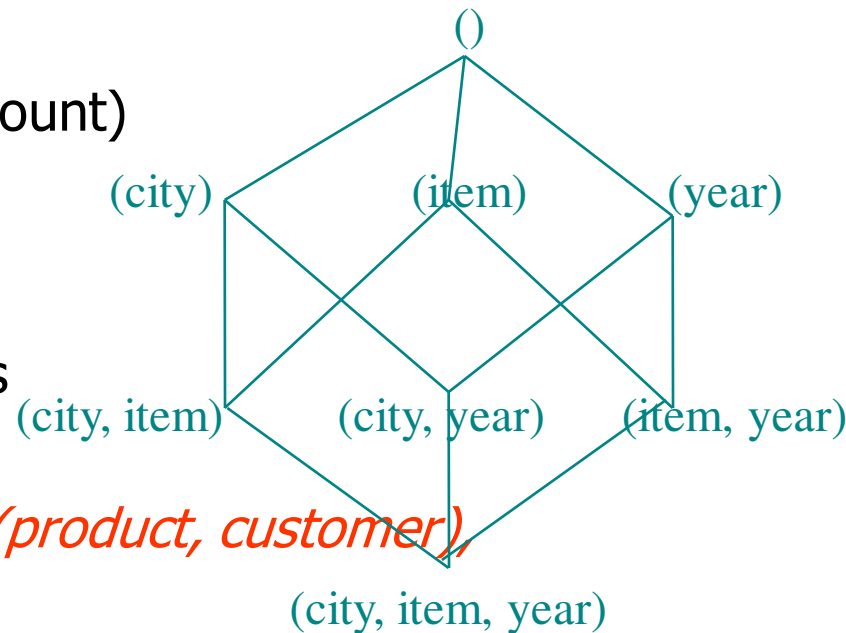 ()
ount)
(city) (item) (year)
s
(city, item) (city, year) (item, year)
(product, customer),
(city, item, year)